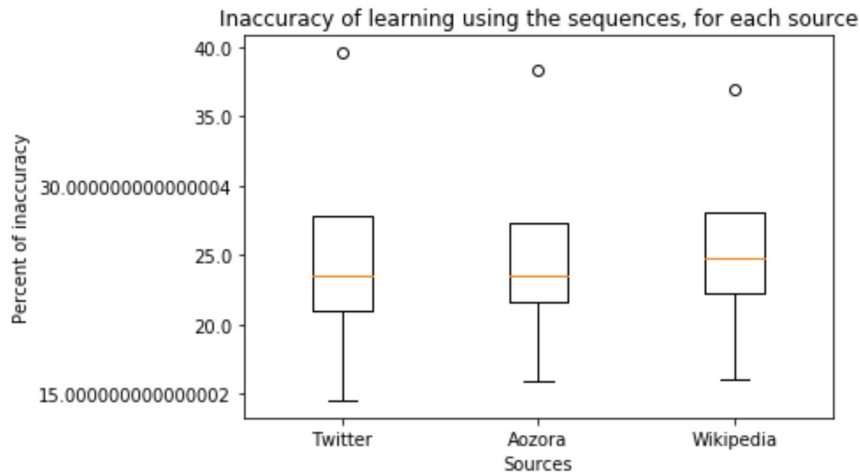 Inaccuracy of learning using the sequences, for each source
40.0
35.0
30.000000000000004
25.0
20.0
15.000000000000002
Percent of inaccuracy
Twitter
Aozora
Wikipedia
Sources